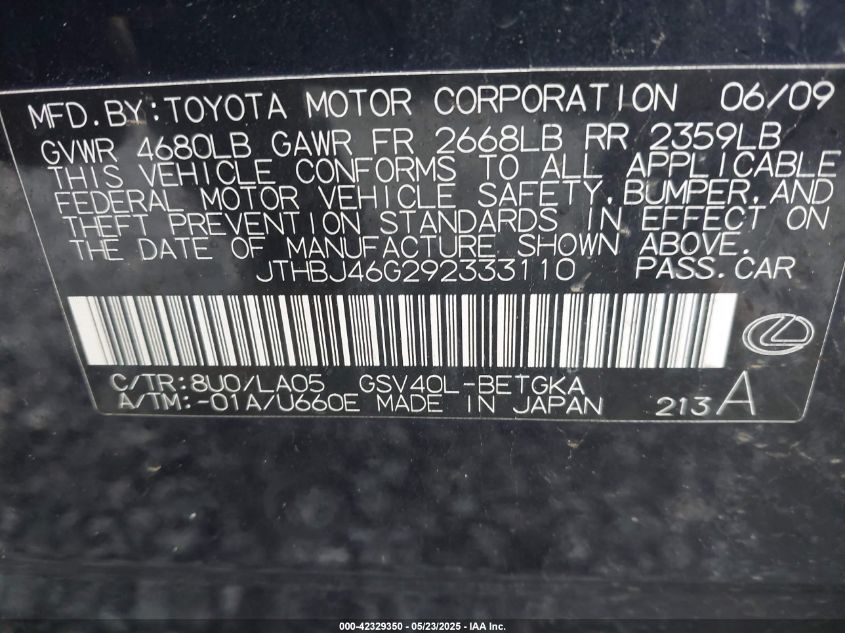 MFD.BY:TOYOTA MOTOR CORPORATION 06/09
GVWR 4680LB GAWR FR 2668LB RR 2359LB
THIS VEHICLE CONFORMS TO ALL APPLICABLE
FEDERAL MOTOR VEHICLE SAFETY,BUMPER,AND
THEFT PREVENTION STANDARDS IN EFFECT ON
THE DATE OF MANUFACTURE SHOWN ABOVE.
JTHBJ46G292333110 PASS.CAR
C/TR:8U0/LA05 GSV40L-BETGKA
A/TM:-01A/U660E MADE IN JAPAN 213A
000-42329350 - 05/23/2025 - IAA Inc.